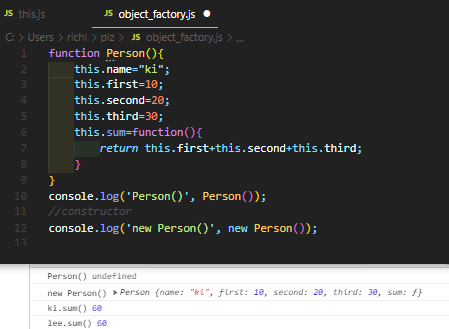 JS this.js JS object_factory.js ●
C: > Users > richi > piz > JS object_factory.js > ...
1 function Person(){
2 this.name="ki";
3 this.first=10;
4 this.second=20;
5 this.third=30;
6 this.sum=function(){
7 return this.first+this.second+this.third;
8 }
9 }
10 console.log('Person()', Person());
11 //constructor
12 console.log('new Person()', new Person());
13
Person() undefined
new Person() ▶Person {name: "ki", first: 10, second: 20, third: 30, sum: ƒ}
ki.sum() 60
lee.sum() 60